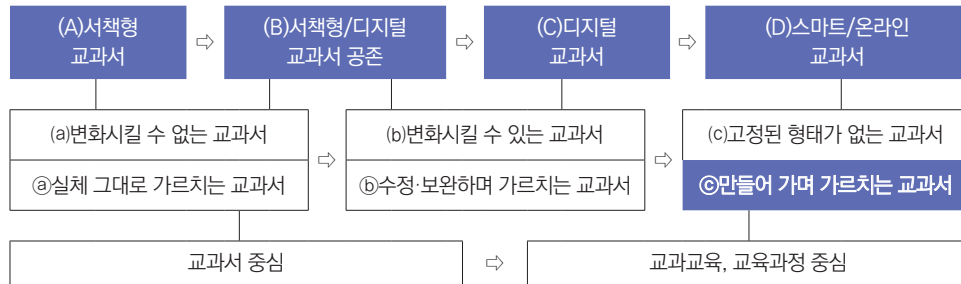 (A)서책형
교과서
⇨
(B)서책형/디지털
교과서 공존
⇨
(C)디지털
교과서
⇨
(D)스마트/온라인
교과서
(a)변화시킬 수 없는 교과서
ⓐ실체 그대로 가르치는 교과서
⇨
(b)변화시킬 수 있는 교과서
ⓑ수정·보완하며 가르치는 교과서
⇨
(c)고정된 형태가 없는 교과서
ⓒ만들어 가며 가르치는 교과서
교과서 중심
⇨
교과교육, 교육과정 중심